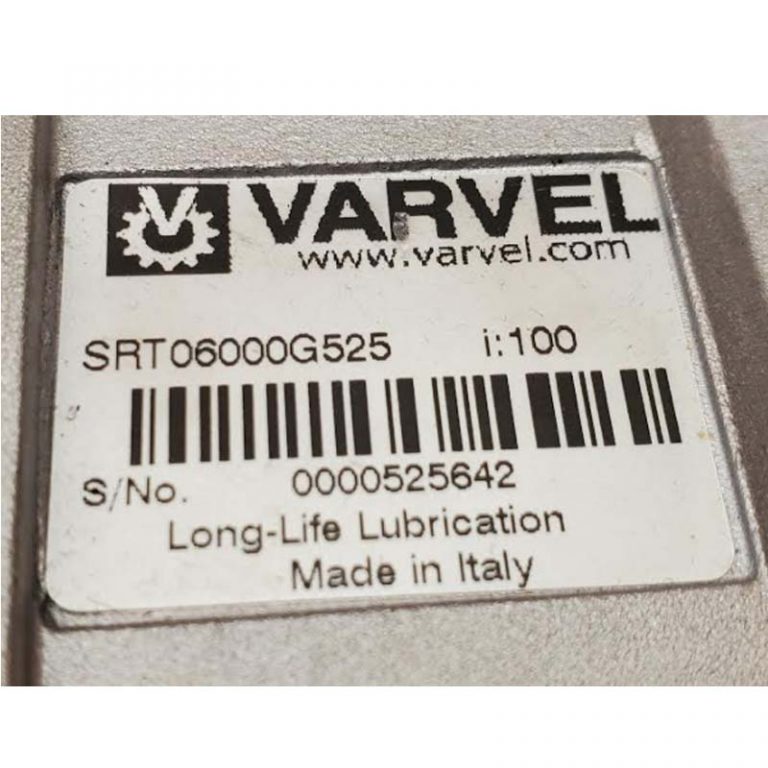 VARVEL
www.varvel.com
SRT06000G525 i:100
S/No. 0000525642
Long-Life Lubrication
Made in Italy